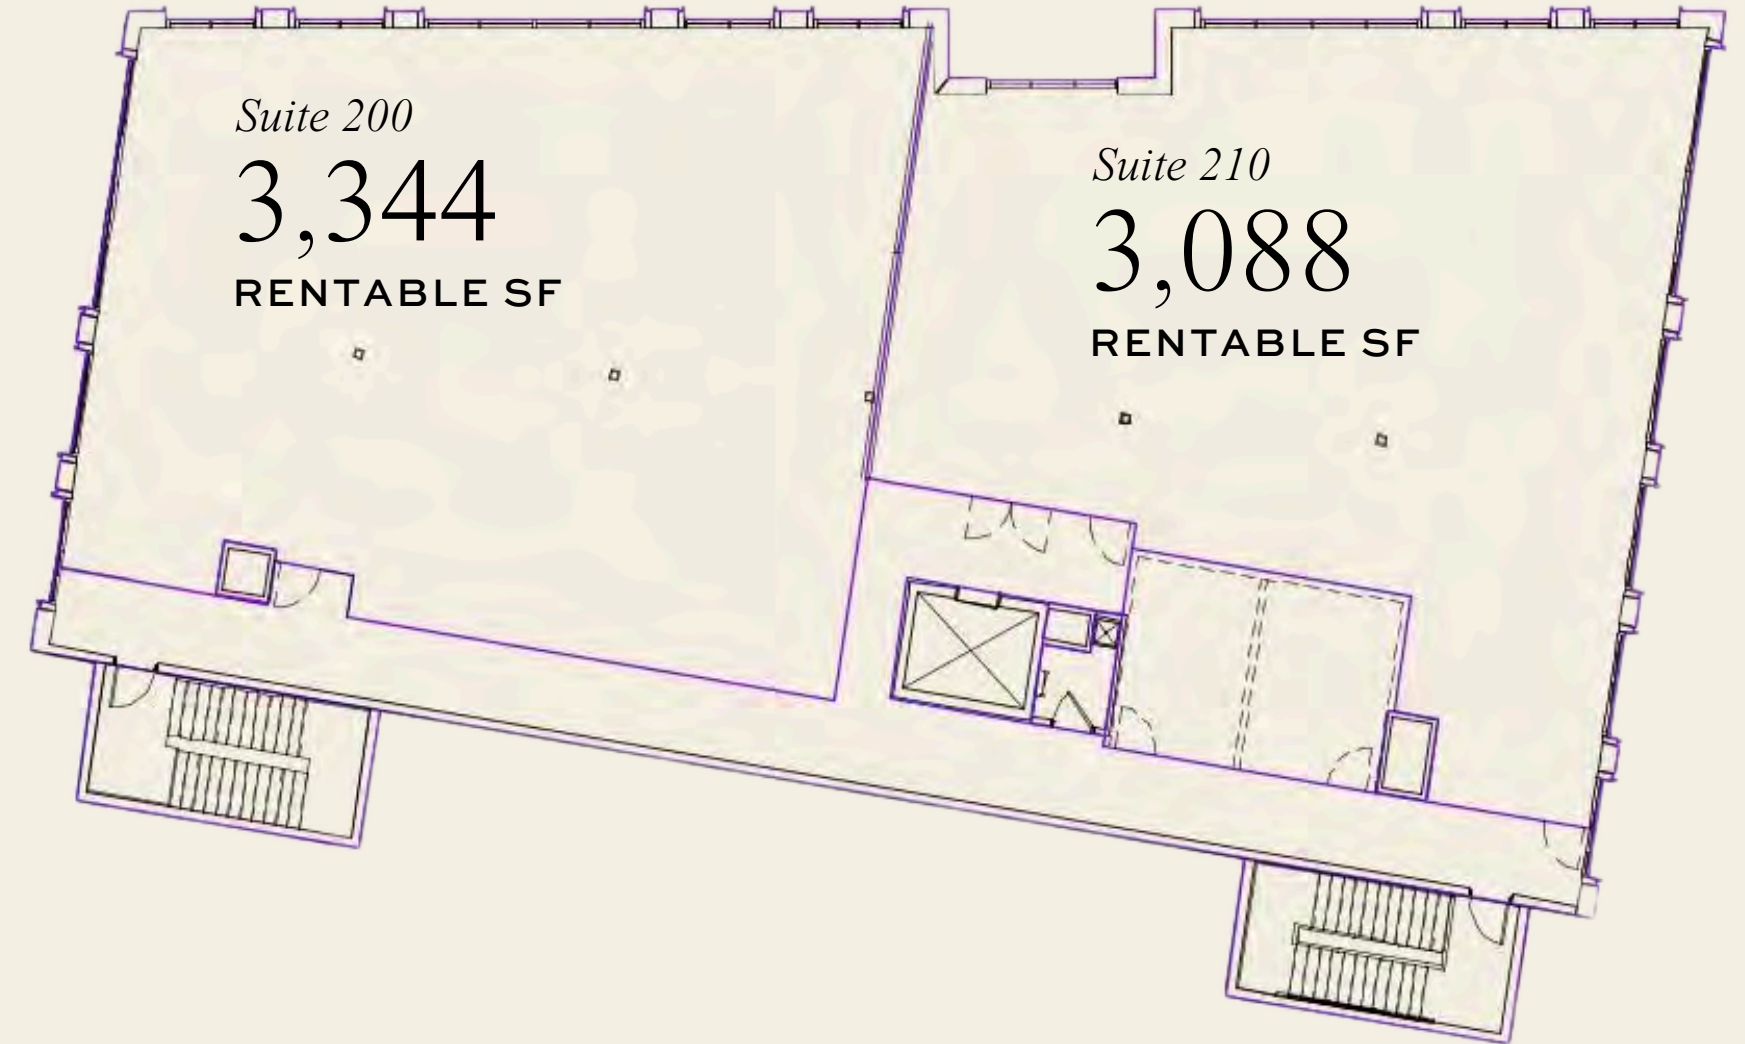 Suite 200
3,344
RENTABLE SF
Suite 210
3,088
RENTABLE SF